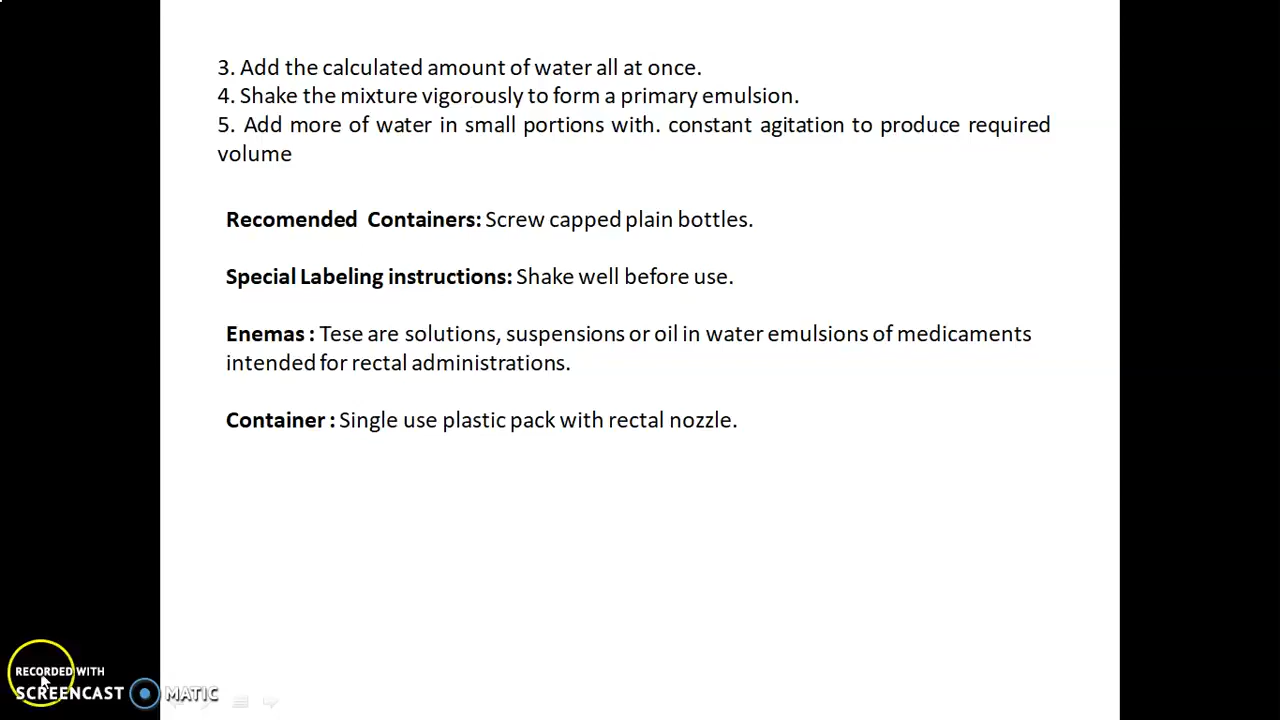 3. Add the calculated amount of water all at once.
4. Shake the mixture vigorously to form a primary emulsion.
5. Add more of water in small portions with. constant agitation to produce required
volume
Recomended Containers: Screw capped plain bottles.
Special Labeling instructions: Shake well before use.
Enemas : Tese are solutions, suspensions or oil in water emulsions of medicaments
intended for rectal administrations.
Container : Single use plastic pack with rectal nozzle.
RECORDED WITH
SCREENCAST MATIC